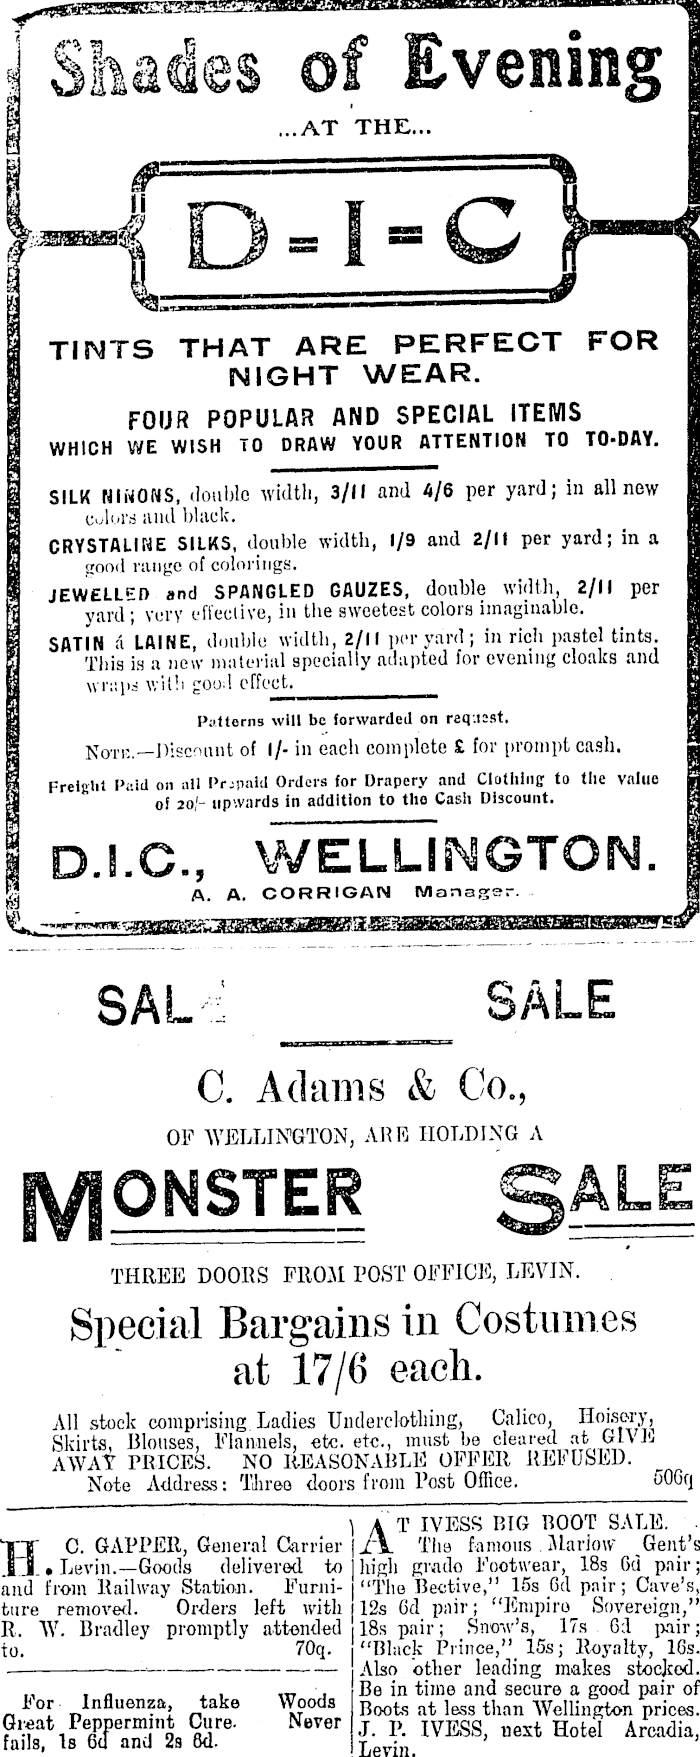 Shades of Evening
...AT THE...
D=I=C
TINTS THAT ARE PERFECT FOR
NIGHT WEAR.
FOUR POPULAR AND SPECIAL ITEMS
WHICH WE WISH TO DRAW YOUR ATTENTION TO TO-DAY.
SILK NINONS, double width, 3/11 and 4/6 per yard; in all new
colors and black.
CRYSTALINE SILKS, double width, 1/9 and 2/11 per yard; in a
good range of colorings.
JEWELLED and SPANGLED GAUZES, double width, 2/11 per
yard; very effective, in the sweetest colors imaginable.
SATIN á LAINE, double width, 2/11 per yard; in rich pastel tints.
This is a new material specially adapted for evening cloaks and
wraps with good effect.
Patterns will be forwarded on request.
NOTE.—Discount of 1/- in each complete £ for prompt cash.
Freight Paid on all Prepaid Orders for Drapery and Clothing to the value
of 20/- upwards in addition to the Cash Discount.
D.I.C., WELLINGTON.
A. A. CORRIGAN Manager.
SALE SALE
C. Adams & Co.,
OF WELLINGTON, ARE HOLDING A
MONSTER SALE
THREE DOORS FROM POST OFFICE, LEVIN.
Special Bargains in Costumes
at 17/6 each.
All stock comprising Ladies Underclothing, Calico, Hoisery,
Skirts, Blouses, Flannels, etc. etc., must be cleared at GIVE
AWAY PRICES. NO REASONABLE OFFER REFUSED.
Note Address: Three doors from Post Office. 506q
H. C. GAPPER, General Carrier
Levin.—Goods delivered to
and from Railway Station. Furni-
ture removed. Orders left with
R. W. Bradley promptly attended
to. 70q.
For Influenza, take Woods
Great Peppermint Cure. Never
fails, 1s 6d and 2s 6d.
AT IVESS BIG BOOT SALE.
The famous Marlow Gent's
high grade Footwear, 18s 6d pair;
"The Bective," 15s 6d pair; Cave's,
12s 6d pair; "Empire Sovereign,"
18s pair; Snow's, 17s 6d pair;
"Black Prince," 15s; Royalty, 16s.
Also other leading makes stocked.
Be in time and secure a good pair of
Boots at less than Wellington prices.
J. P. IVESS, next Hotel Arcadia,
Levin.